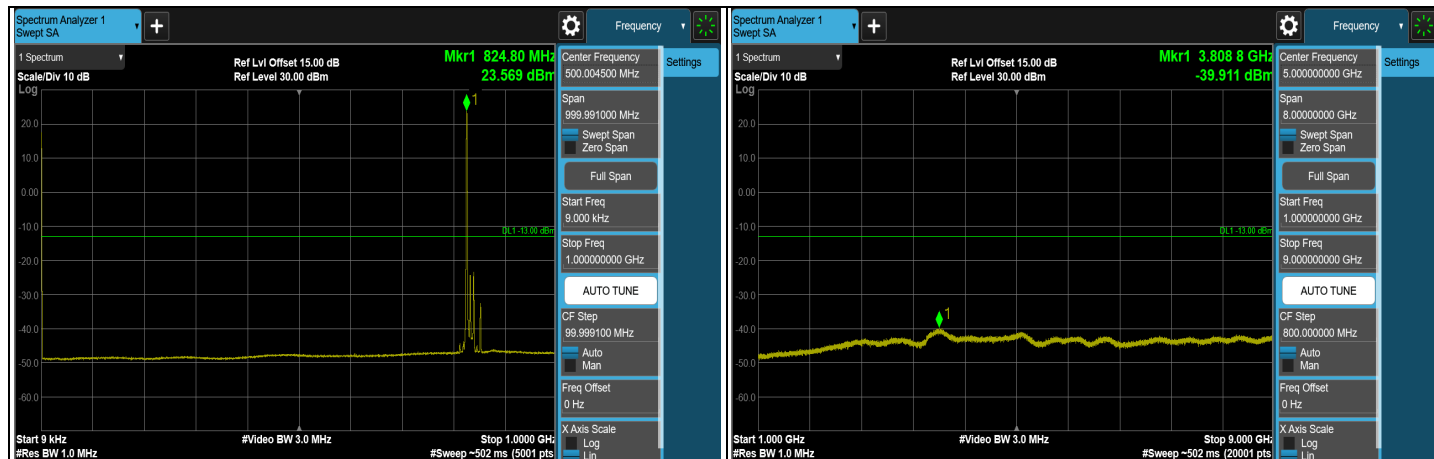 Spectrum Analyzer 1
Swept SA
Frequency
1 Spectrum
Scale/Div 10 dB
Log
Ref Lvl Offset 15.00 dB
Ref Level 30.00 dBm
Mkr1 824.80 MHz
23.569 dBm
1
20.0
10.0
0.00
-10.0
-20.0
-30.0
-40.0
-50.0
-60.0
DL1 -13.00 dBm
Start 9 kHz
#Res BW 1.0 MHz
#Video BW 3.0 MHz
Stop 1.0000 GHz
#Sweep ~502 ms (5001 pts
Center Frequency
500.004500 MHz
Span
999.991000 MHz
Swept Span
Zero Span
Full Span
Start Freq
9.000 kHz
Stop Freq
1.000000000 GHz
AUTO TUNE
CF Step
99.999100 MHz
Auto
Man
Freq Offset
0 Hz
X Axis Scale
Log
Lin
Settings
Spectrum Analyzer 1
Swept SA
Frequency
1 Spectrum
Scale/Div 10 dB
Log
Ref Lvl Offset 15.00 dB
Ref Level 30.00 dBm
Mkr1 3.808 8 GHz
-39.911 dBm
1
20.0
10.0
0.00
-10.0
-20.0
-30.0
-40.0
-50.0
-60.0
DL1 -13.00 dBm
Start 1.000 GHz
#Res BW 1.0 MHz
#Video BW 3.0 MHz
Stop 9.000 GHz
#Sweep ~502 ms (20001 pts
Center Frequency
5.000000000 GHz
Span
8.00000000 GHz
Swept Span
Zero Span
Full Span
Start Freq
1.000000000 GHz
Stop Freq
9.000000000 GHz
AUTO TUNE
CF Step
800.000000 MHz
Auto
Man
Freq Offset
0 Hz
X Axis Scale
Log
Lin
Settings